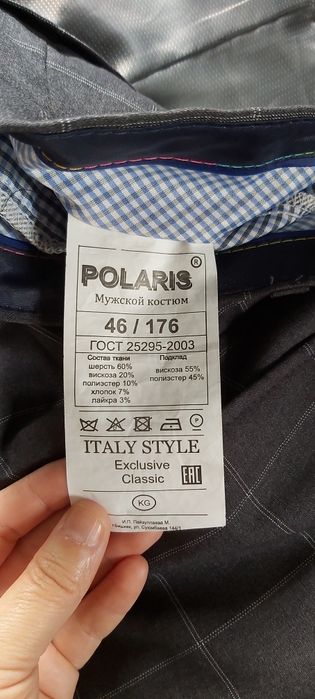 POLARIS ®
Мужской костюм
46 / 176
ГОСТ 25295-2003
Состав ткани
шерсть 60%
вискоза 20%
полиэстер 10%
хлопок 7%
лайкра 3%
Подклад
вискоза 55%
полиэстер 45%
P
ITALY STYLE
Exclusive
Classic
EAC
KG
И.П. М.
ул.